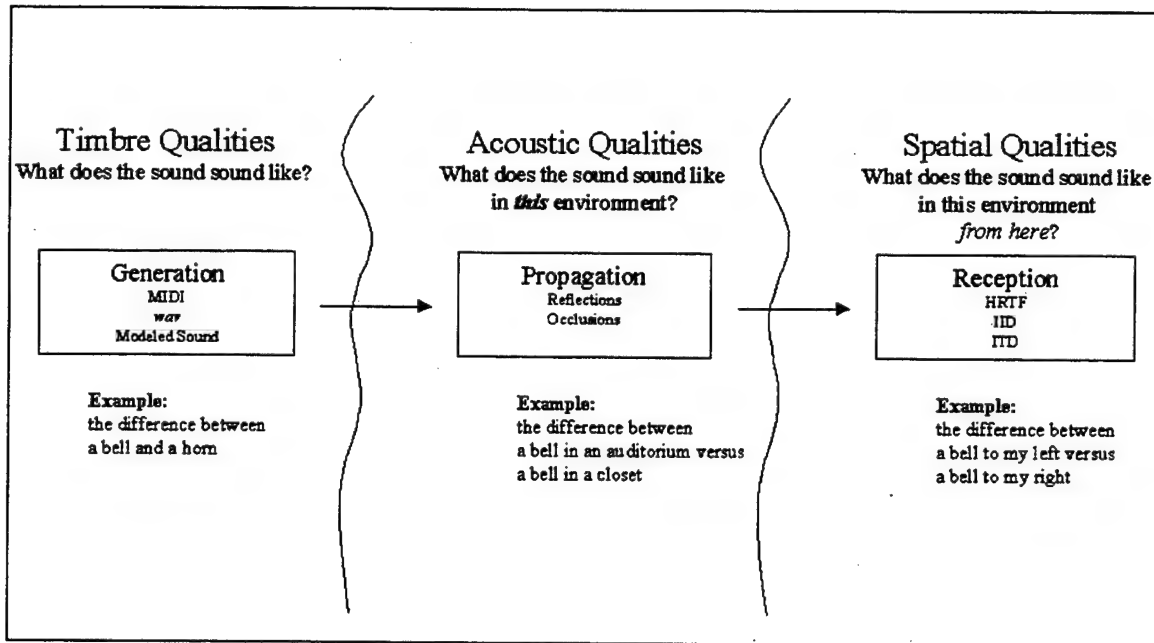 Timbre Qualities
What does the sound sound like?
Generation
MIDI
wav
Modeled Sound
Example:
the difference between
a bell and a horn
Acoustic Qualities
What does the sound sound like
in this environment?
Propagation
Reflections
Occlusions
Example:
the difference between
a bell in an auditorium versus
a bell in a closet
Spatial Qualities
What does the sound sound like
in this environment
from here?
Reception
HRTF
IID
ITD
Example:
the difference between
a bell to my left versus
a bell to my right